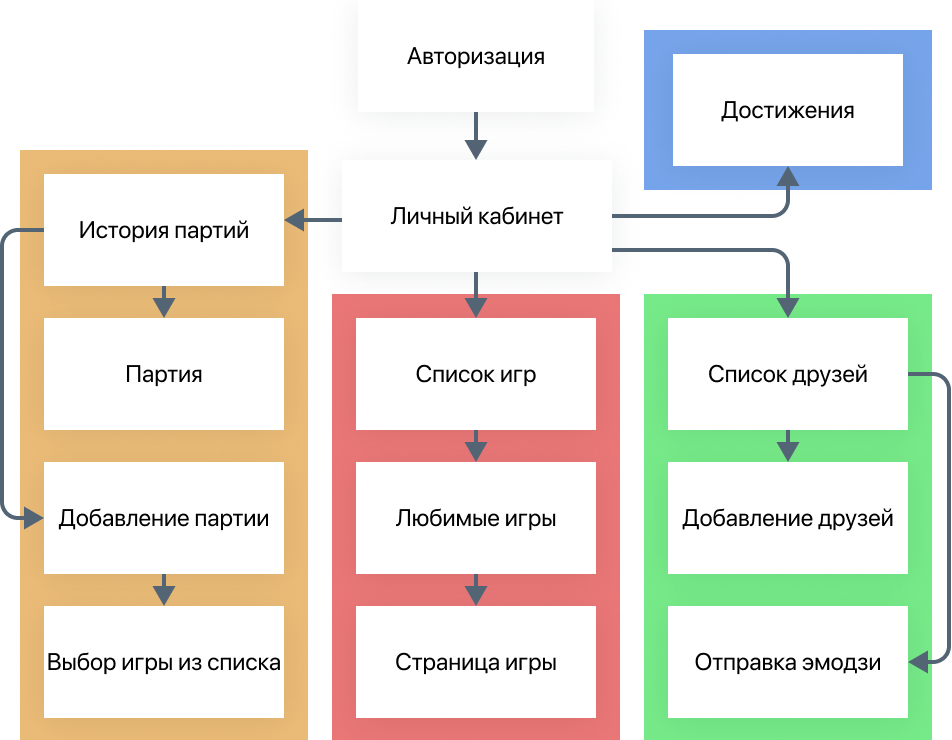 Авторизация
Достижения
Личный кабинет
История партий
Партия
Список игр
Список друзей
Добавление партии
Любимые игры
Добавление друзей
Выбор игры из списка
Страница игры
Отправка эмодзи